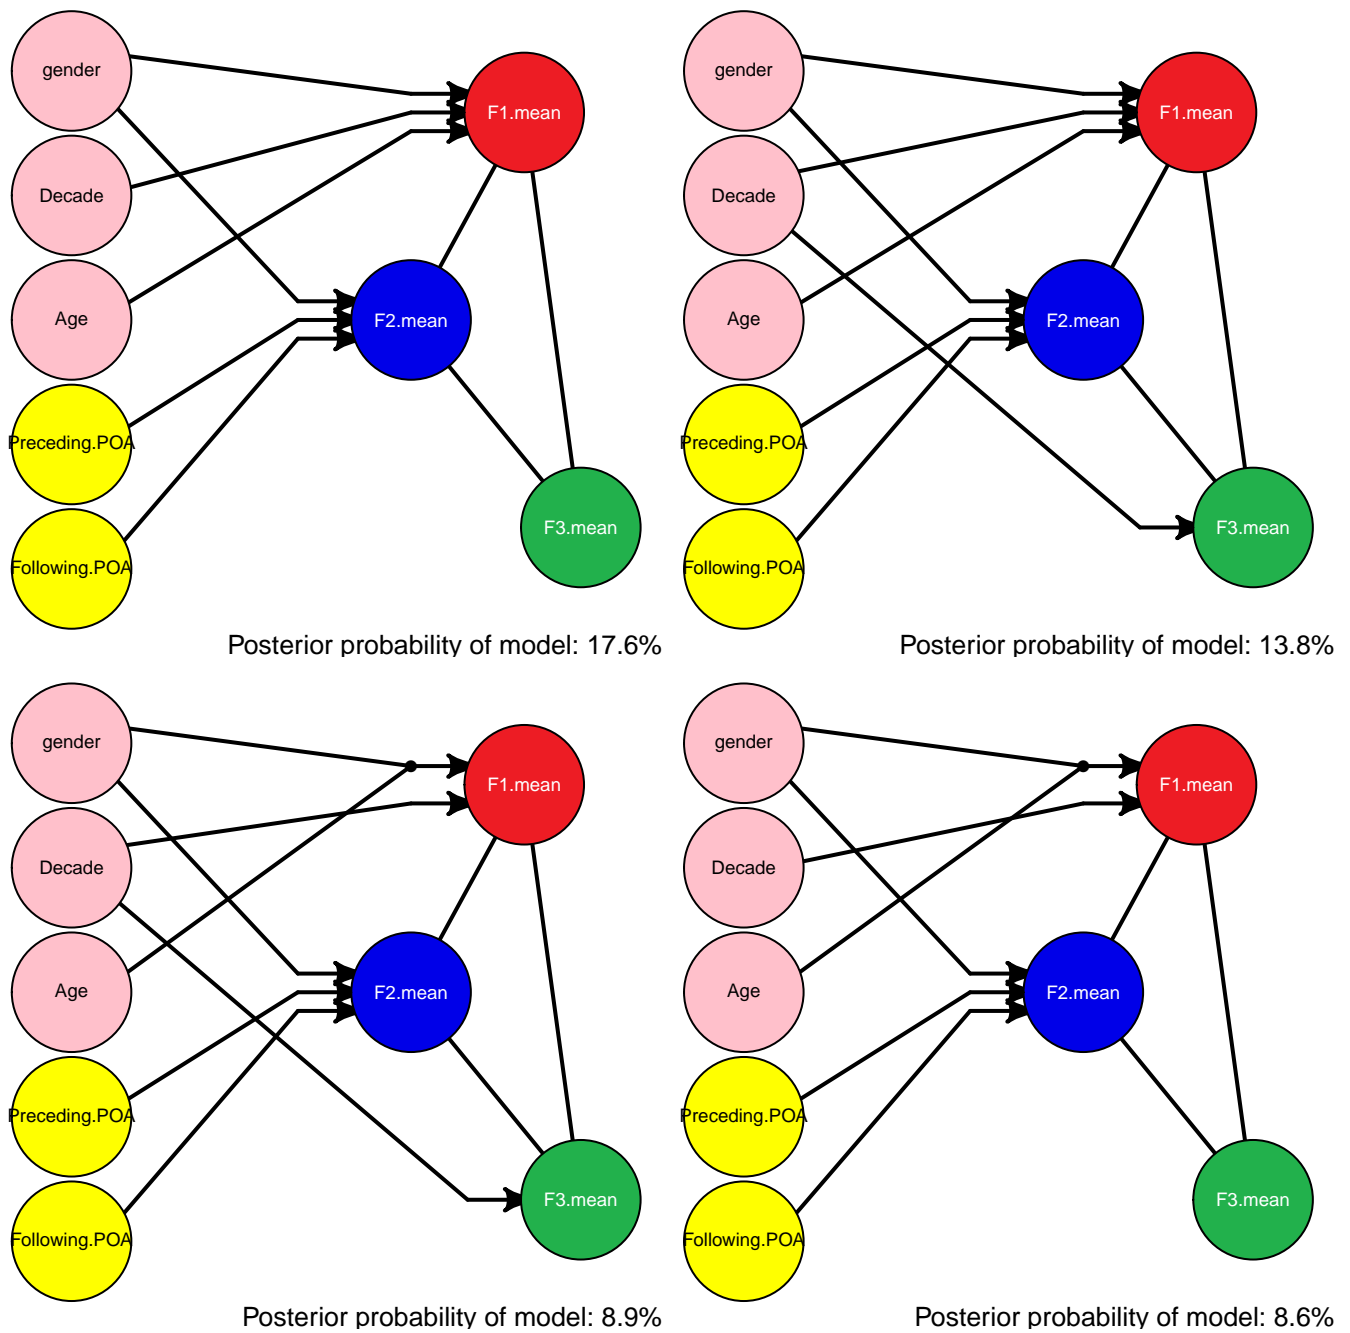 gender
F1.mean
Decade
Age
F2.mean
Preceding.POA
F3.mean
Following.POA
Posterior probability of model: 17.6%
gender
F1.mean
Decade
Age
F2.mean
Preceding.POA
F3.mean
Following.POA
Posterior probability of model: 13.8%
gender
F1.mean
Decade
Age
F2.mean
Preceding.POA
F3.mean
Following.POA
Posterior probability of model: 8.9%
gender
F1.mean
Decade
Age
F2.mean
Preceding.POA
F3.mean
Following.POA
Posterior probability of model: 8.6%